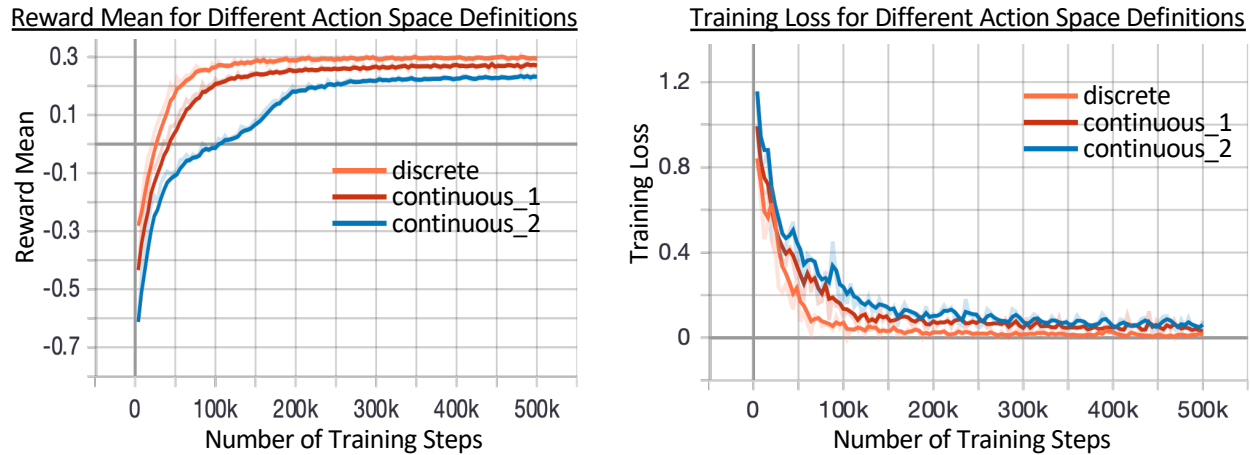 Reward Mean for Different Action Space Definitions
Reward Mean
0.3
0.1
-0.1
-0.3
-0.5
-0.7
discrete
continuous_1
continuous_2
0 100k 200k 300k 400k 500k
Number of Training Steps
Training Loss for Different Action Space Definitions
Training Loss
1.2
0.8
0.4
0
discrete
continuous_1
continuous_2
0 100k 200k 300k 400k 500k
Number of Training Steps